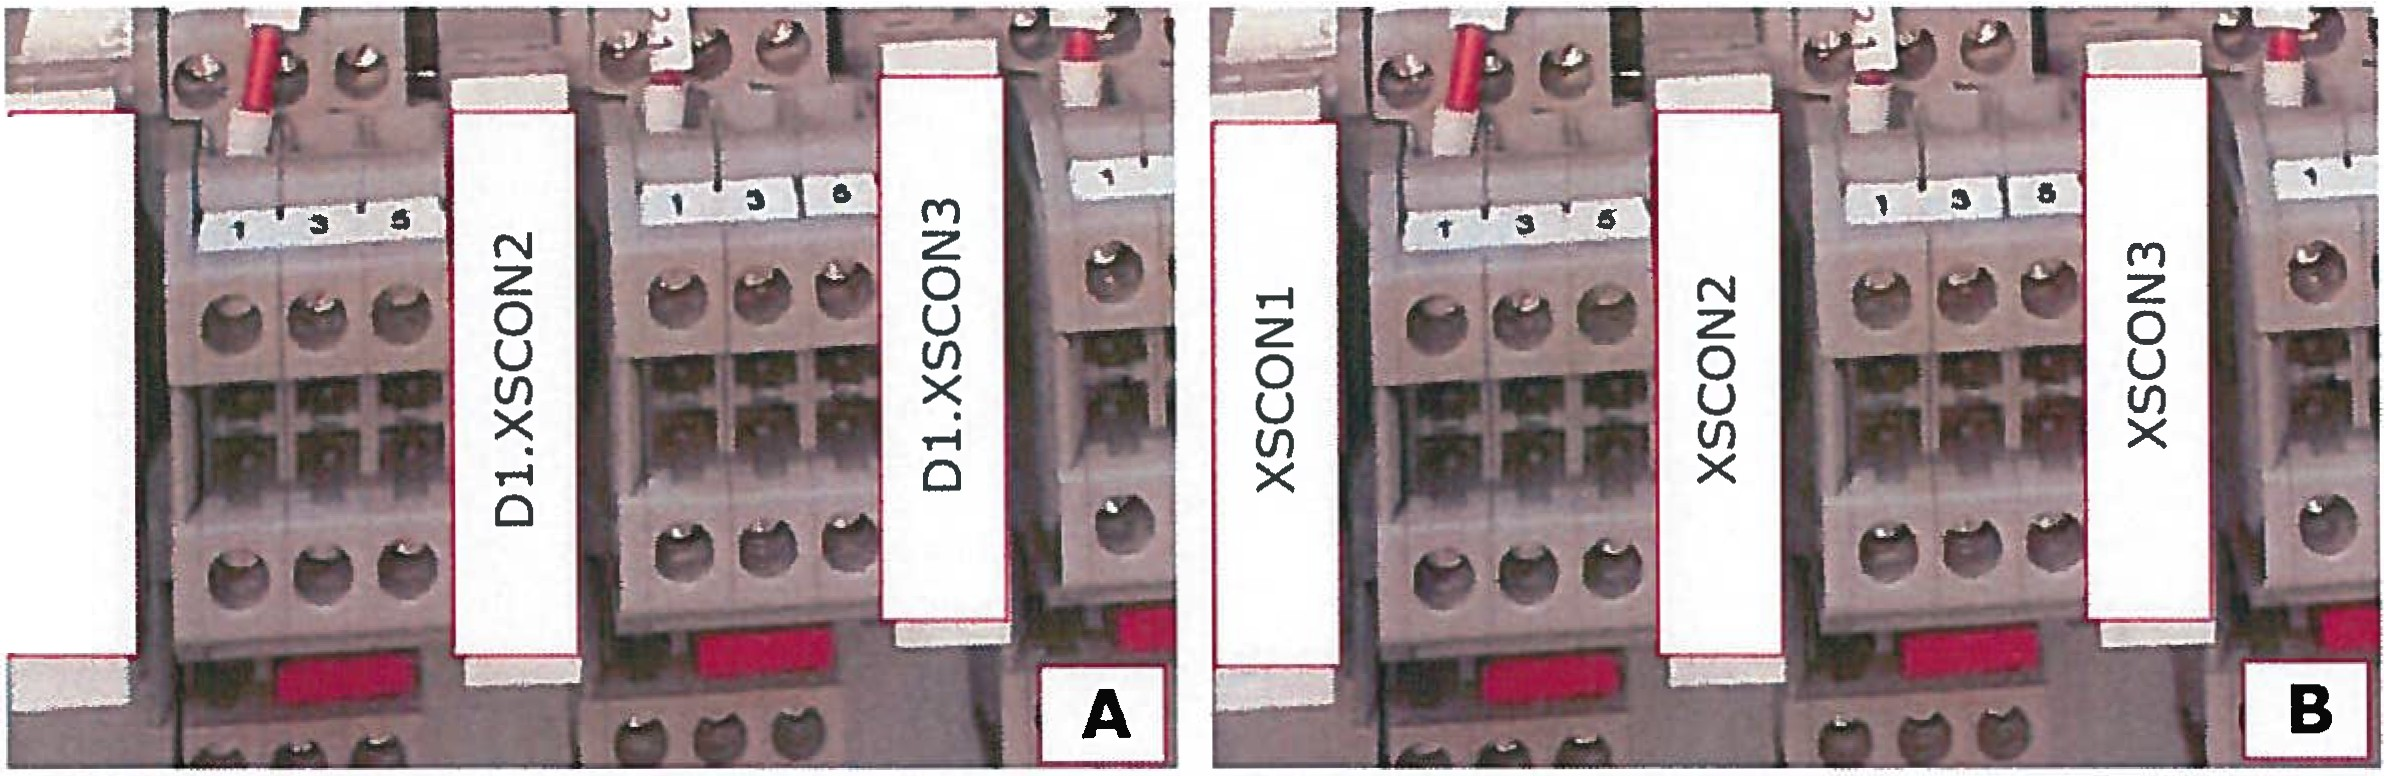 1 3 5
D1.XSCON2
1 3 5
D1.XSCON3
1
A
XSCON1
1 3 5
XSCON2
1 3 5
XSCON3
1
B